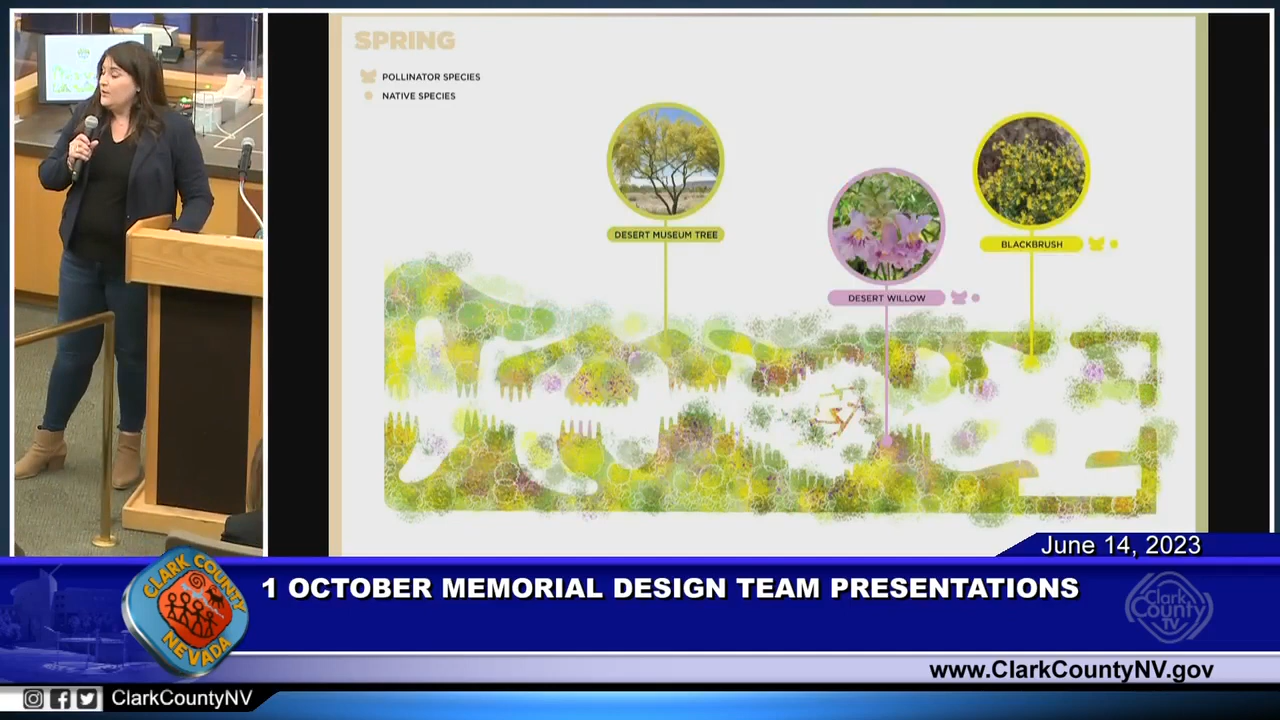 SPRING
POLLINATOR SPECIES
NATIVE SPECIES
DESERT MUSEUM TREE
BLACKBRUSH
DESERT WILLOW
June 14, 2023
1 OCTOBER MEMORIAL DESIGN TEAM PRESENTATIONS
CLARK COUNTY
NEVADA
Clark
County
TV
www.ClarkCountyNV.gov
ClarkCountyNV